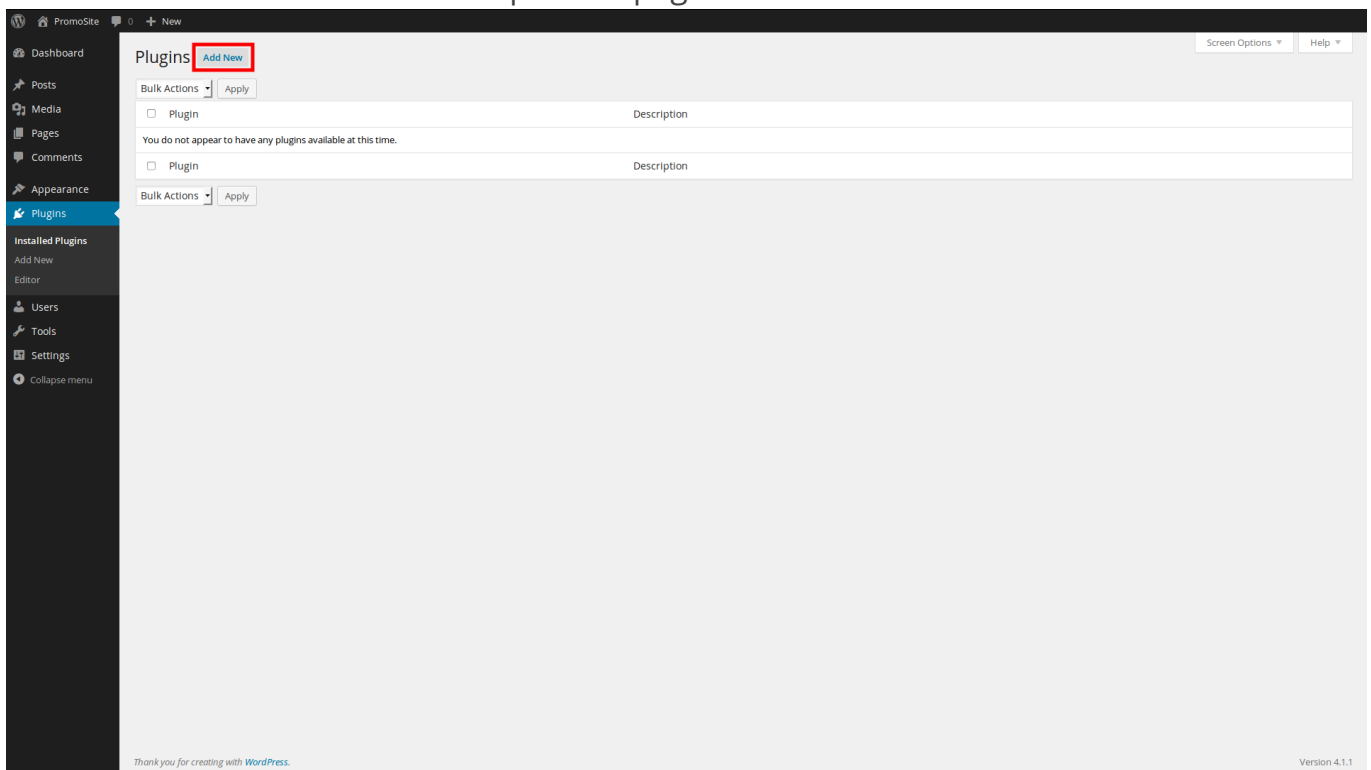 PromoSite 0 + New
Screen Options Help
Dashboard
Plugins Add New
Posts
Bulk Actions Apply
Media
Plugin Description
Pages
You do not appear to have any plugins available at this time.
Comments
Plugin Description
Appearance
Bulk Actions Apply
Plugins
Installed Plugins
Add New
Editor
Users
Tools
Settings
Collapse menu
Thank you for creating with WordPress. Version 4.1.1